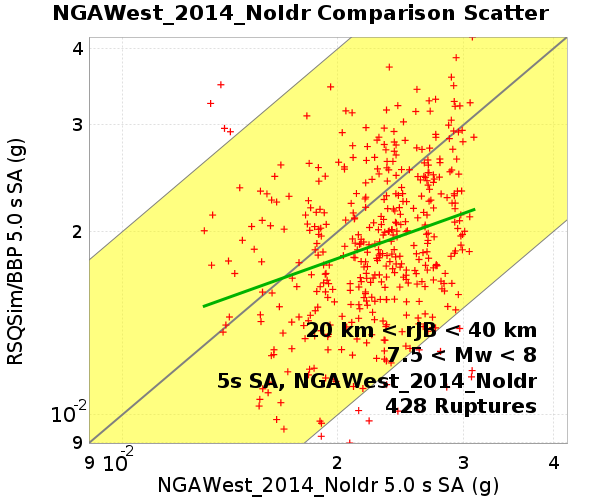 NGAWest_2014_NoIdr Comparison Scatter
RSQSim/BBP 5.0 s SA (g)
4
3
2
10-2
9
20 km < rJB < 40 km
7.5 < Mw < 8
5s SA, NGAWest_2014_NoIdr
428 Ruptures
9 10-2 2 3 4
NGAWest_2014_NoIdr 5.0 s SA (g)